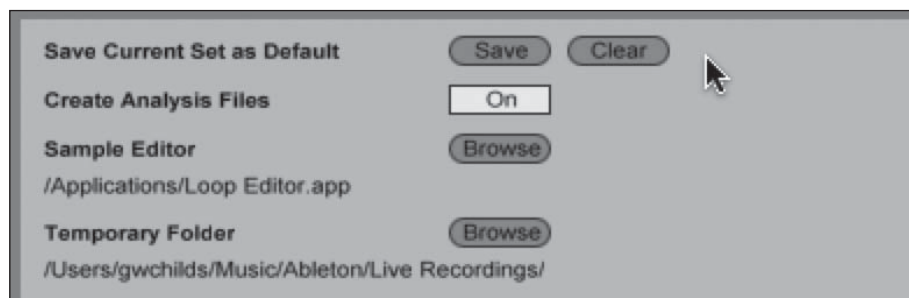 Save Current Set as Default Save Clear
Create Analysis Files On
Sample Editor Browse
/Applications/Loop Editor.app
Temporary Folder Browse
/Users/gwchilds/Music/Ableton/Live Recordings/